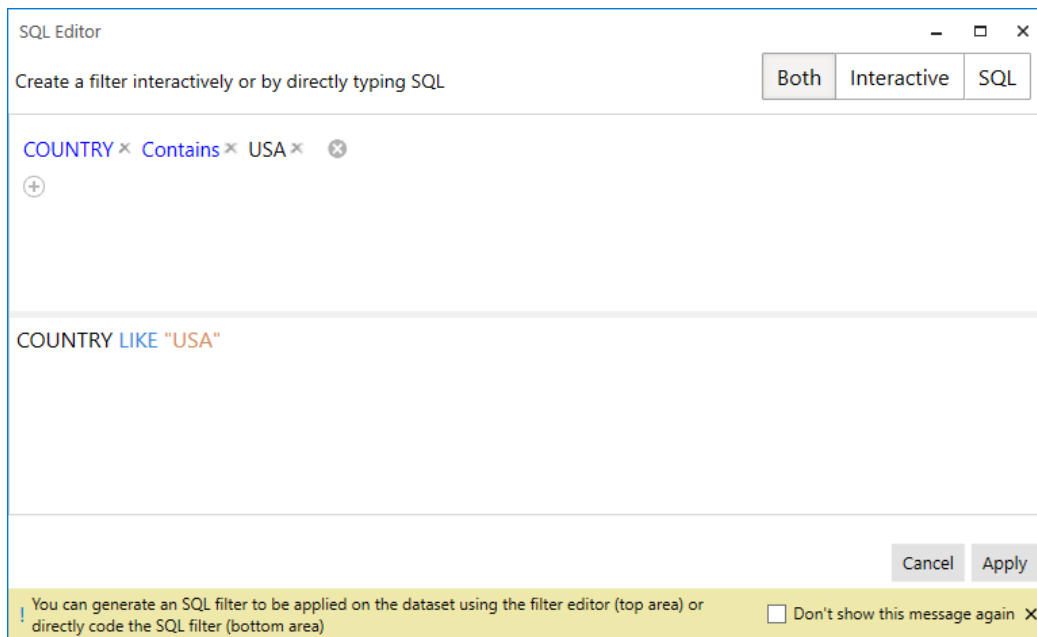 SQL Editor
Create a filter interactively or by directly typing SQL
Both Interactive SQL
COUNTRY Contains USA
COUNTRY LIKE "USA"
Cancel Apply
! You can generate an SQL filter to be applied on the dataset using the filter editor (top area) or
directly code the SQL filter (bottom area)
Don't show this message again